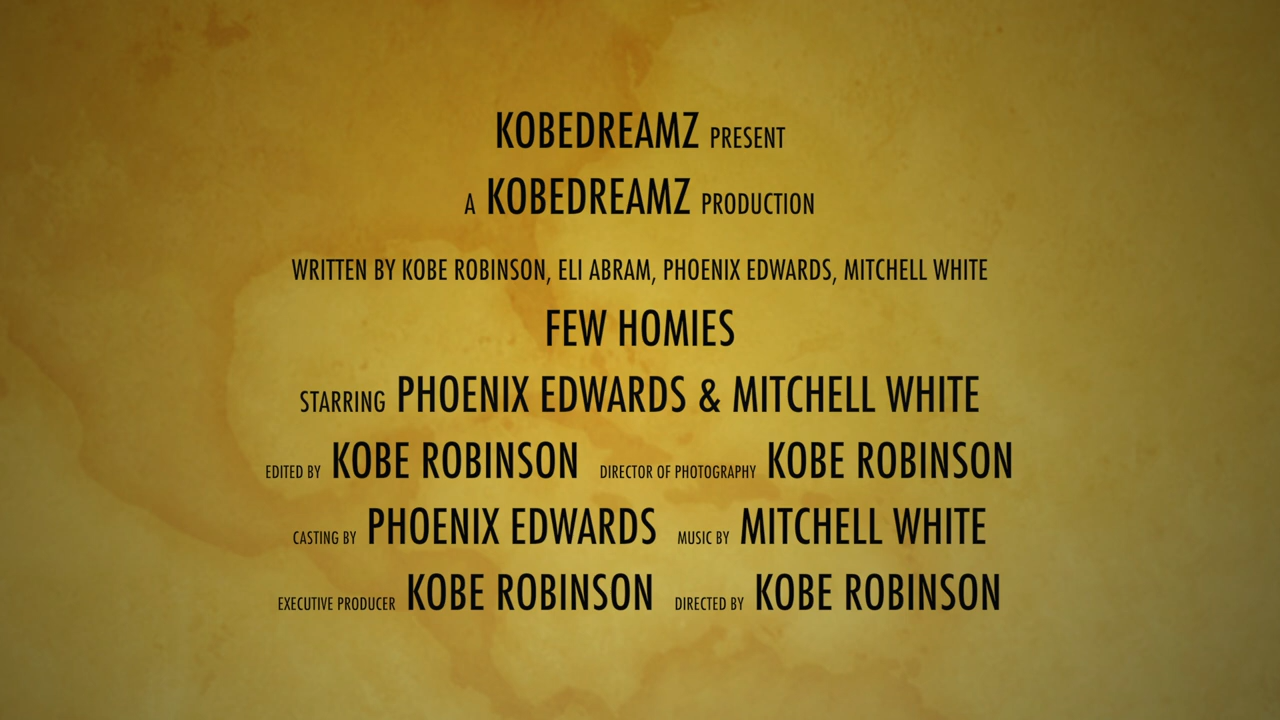 KOBEDREAMZ PRESENT
A KOBEDREAMZ PRODUCTION
WRITTEN BY KOBE ROBINSON, ELI ABRAM, PHOENIX EDWARDS, MITCHELL WHITE
FEW HOMIES
STARRING PHOENIX EDWARDS & MITCHELL WHITE
EDITED BY KOBE ROBINSON DIRECTOR OF PHOTOGRAPHY KOBE ROBINSON
CASTING BY PHOENIX EDWARDS MUSIC BY MITCHELL WHITE
EXECUTIVE PRODUCER KOBE ROBINSON DIRECTED BY KOBE ROBINSON